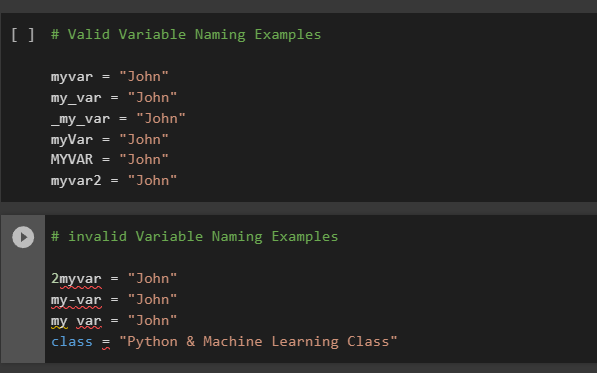 [ ] # Valid Variable Naming Examples
myvar = "John"
my_var = "John"
_my_var = "John"
myVar = "John"
MYVAR = "John"
myvar2 = "John"
# invalid Variable Naming Examples
2myvar = "John"
my-var = "John"
my var = "John"
class = "Python & Machine Learning Class"